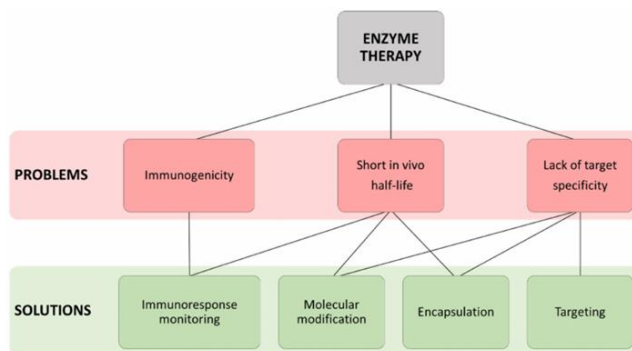 ENZYME
THERAPY
PROBLEMS
Immunogenicity
Short in vivo
half-life
Lack of target
specificity
SOLUTIONS
Immunoresponse
monitoring
Molecular
modification
Encapsulation
Targeting